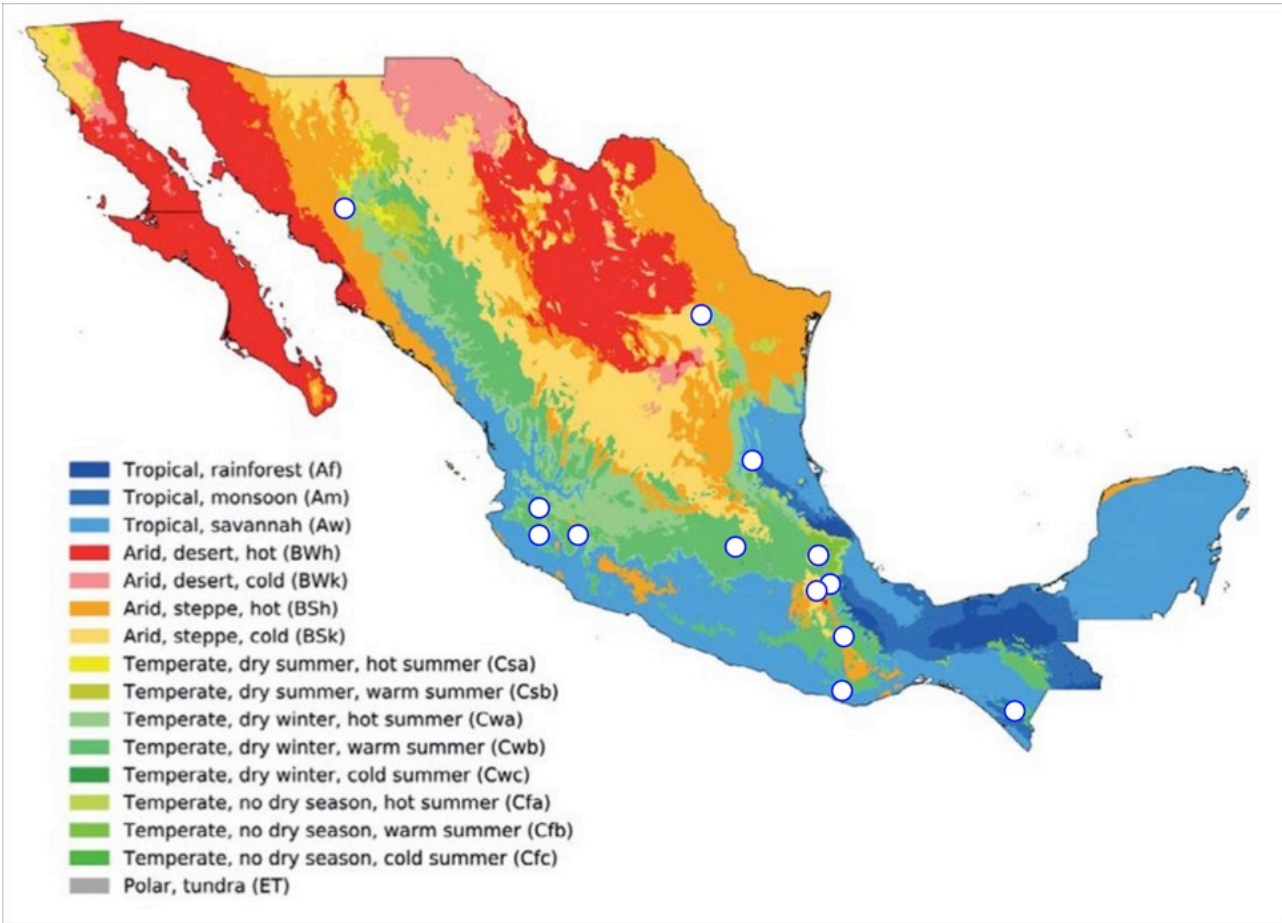 Tropical, rainforest (Af)
Tropical, monsoon (Am)
Tropical, savannah (Aw)
Arid, desert, hot (BWh)
Arid, desert, cold (BWk)
Arid, steppe, hot (BSh)
Arid, steppe, cold (BSk)
Temperate, dry summer, hot summer (Csa)
Temperate, dry summer, warm summer (Csb)
Temperate, dry winter, hot summer (Cwa)
Temperate, dry winter, warm summer (Cwb)
Temperate, dry winter, cold summer (Cwc)
Temperate, no dry season, hot summer (Cfa)
Temperate, no dry season, warm summer (Cfb)
Temperate, no dry season, cold summer (Cfc)
Polar, tundra (ET)